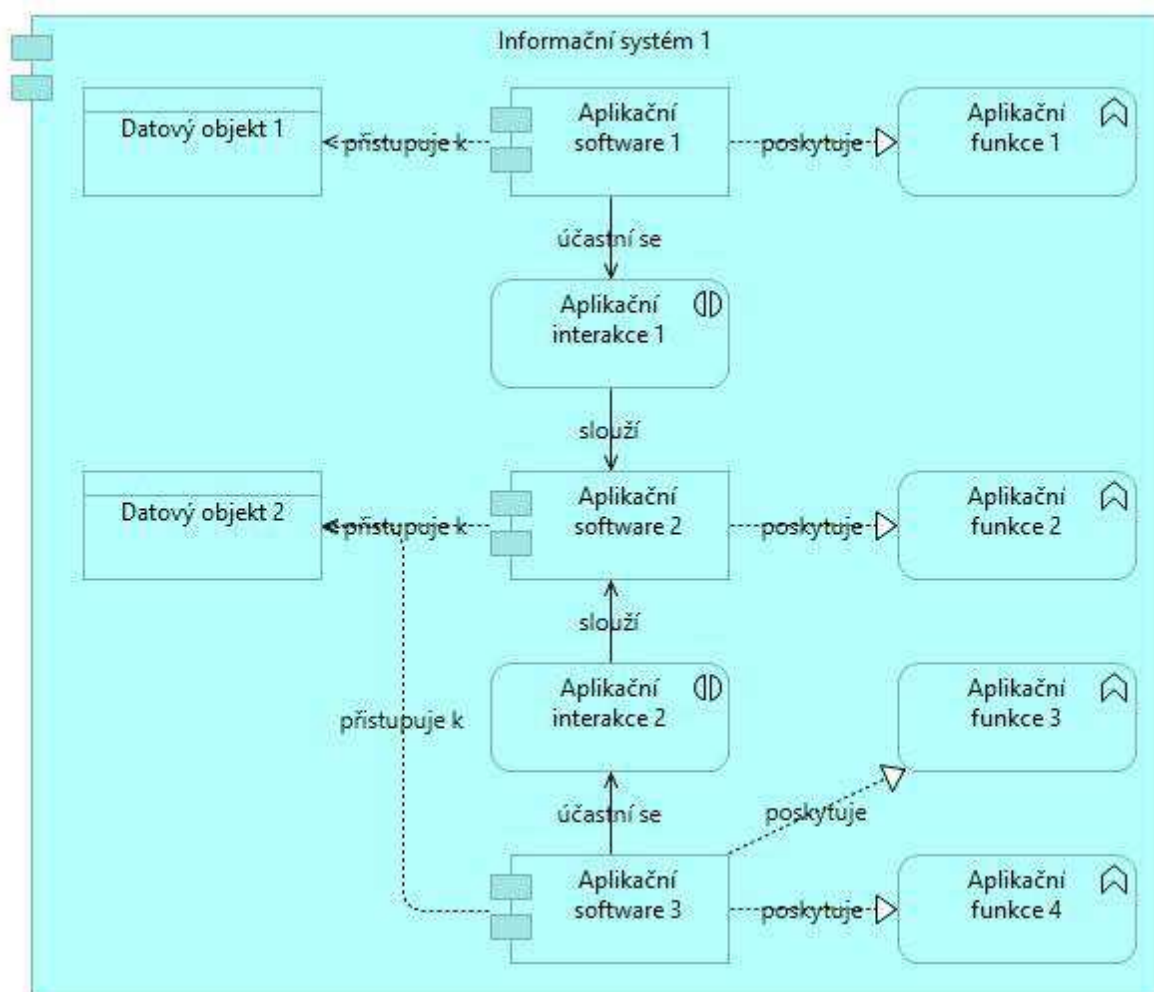 Informační systém 1
Datový objekt 1
přistupuje k
Aplikační
software 1
poskytuje
Aplikační
funkce 1
účastní se
Aplikační
interakce 1
slouží
Datový objekt 2
přistupuje k
Aplikační
software 2
poskytuje
Aplikační
funkce 2
slouží
přistupuje k
Aplikační
interakce 2
Aplikační
funkce 3
účastní se
poskytuje
Aplikační
software 3
poskytuje
Aplikační
funkce 4